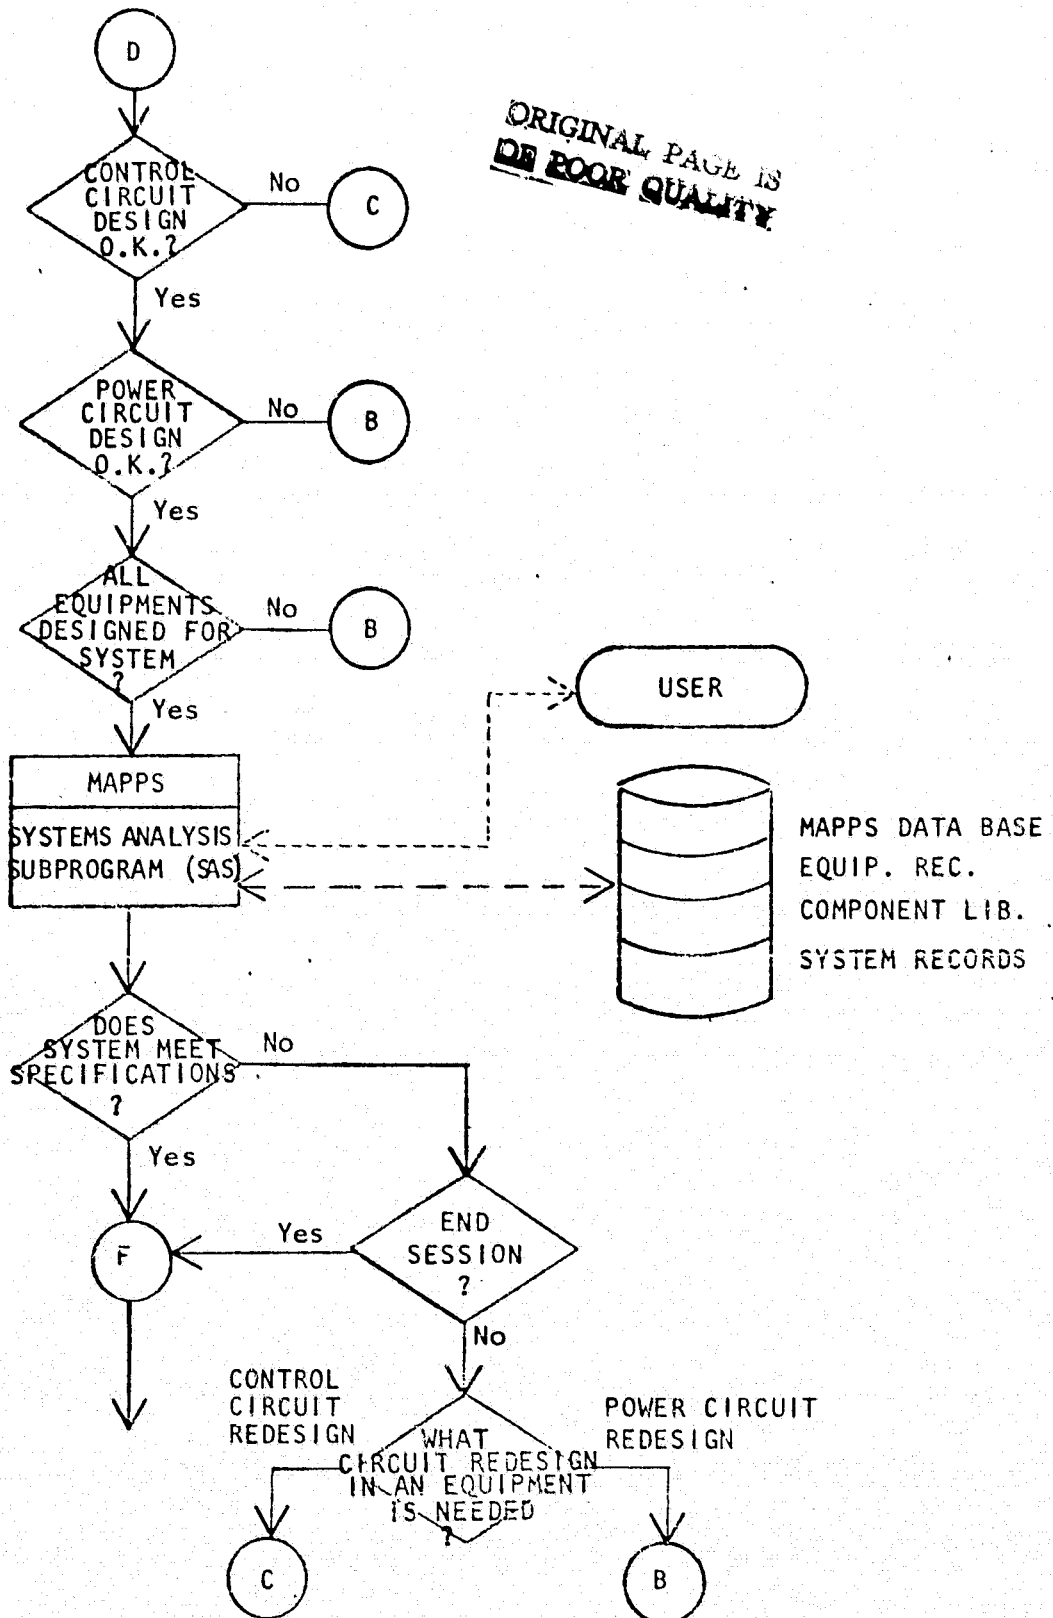 D
ORIGINAL PAGE IS
OF POOR QUALITY
CONTROL
CIRCUIT
DESIGN
O.K.?
No
C
Yes
POWER
CIRCUIT
DESIGN
O.K.?
No
B
Yes
ALL
EQUIPMENTS
DESIGNED FOR
SYSTEM
?
No
B
Yes
USER
MAPPS
SYSTEMS ANALYSIS
SUBPROGRAM (SAS)
MAPPS DATA BASE
EQUIP. REC.
COMPONENT LIB.
SYSTEM RECORDS
DOES
SYSTEM MEET
SPECIFICATIONS
?
No
Yes
END
SESSION
?
Yes
F
No
CONTROL
CIRCUIT
REDESIGN
POWER CIRCUIT
REDESIGN
WHAT
CIRCUIT REDESIGN
IN AN EQUIPMENT
IS NEEDED
?
C
B